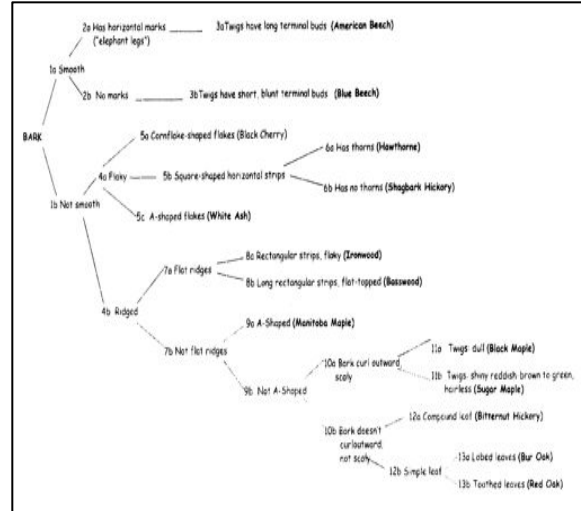 2a Has horizontal marks
("elephant legs")
3a Twigs have long terminal buds (American Beech)
1a Smooth
2b No marks
3b Twigs have short, blunt terminal buds (Blue Beech)
BARK
5a Cornflake-shaped flakes (Black Cherry)
6a Has thorns (Hawthorne)
4a Flaky
5b Square-shaped horizontal strips
6b Has no thorns (Shagbark Hickory)
1b Not smooth
5c A-shaped flakes (White Ash)
8a Rectangular strips, flaky (Ironwood)
7a Flat ridges
8b Long rectangular strips, flat-topped (Basswood)
4b Ridged
9a A-Shaped (Manitoba Maple)
7b Not flat ridges
11a Twigs: dull (Black Maple)
10a Bark curl outward,
scaly
9b Not A-Shaped
11b Twigs: shiny reddish brown to green,
hairless (Sugar Maple)
12a Compound leaf (Bitternut Hickory)
10b Bark doesn't
curl outward,
not scaly
13a Lobed leaves (Bur Oak)
12b Simple leaf
13b Toothed leaves (Red Oak)